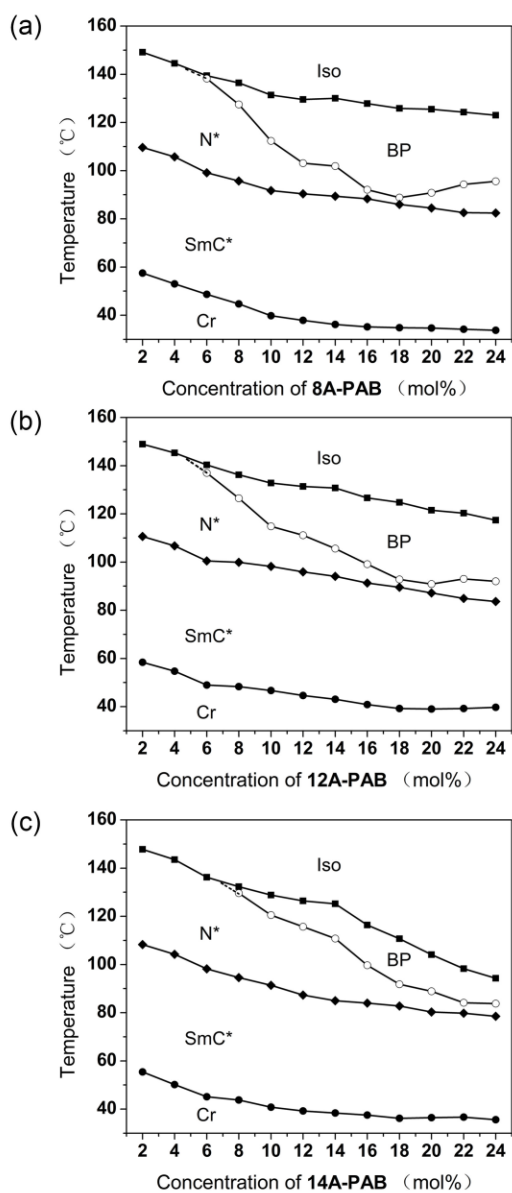 (a)
160
140
120
100
80
60
40
Temperature (℃)
Iso
N*
BP
SmC*
Cr
2 4 6 8 10 12 14 16 18 20 22 24
Concentration of 8A-PAB (mol%)
(b)
160
140
120
100
80
60
40
Temperature (℃)
Iso
N*
BP
SmC*
Cr
2 4 6 8 10 12 14 16 18 20 22 24
Concentration of 12A-PAB (mol%)
(c)
160
140
120
100
80
60
40
Temperature (℃)
Iso
N*
BP
SmC*
Cr
2 4 6 8 10 12 14 16 18 20 22 24
Concentration of 14A-PAB (mol%)